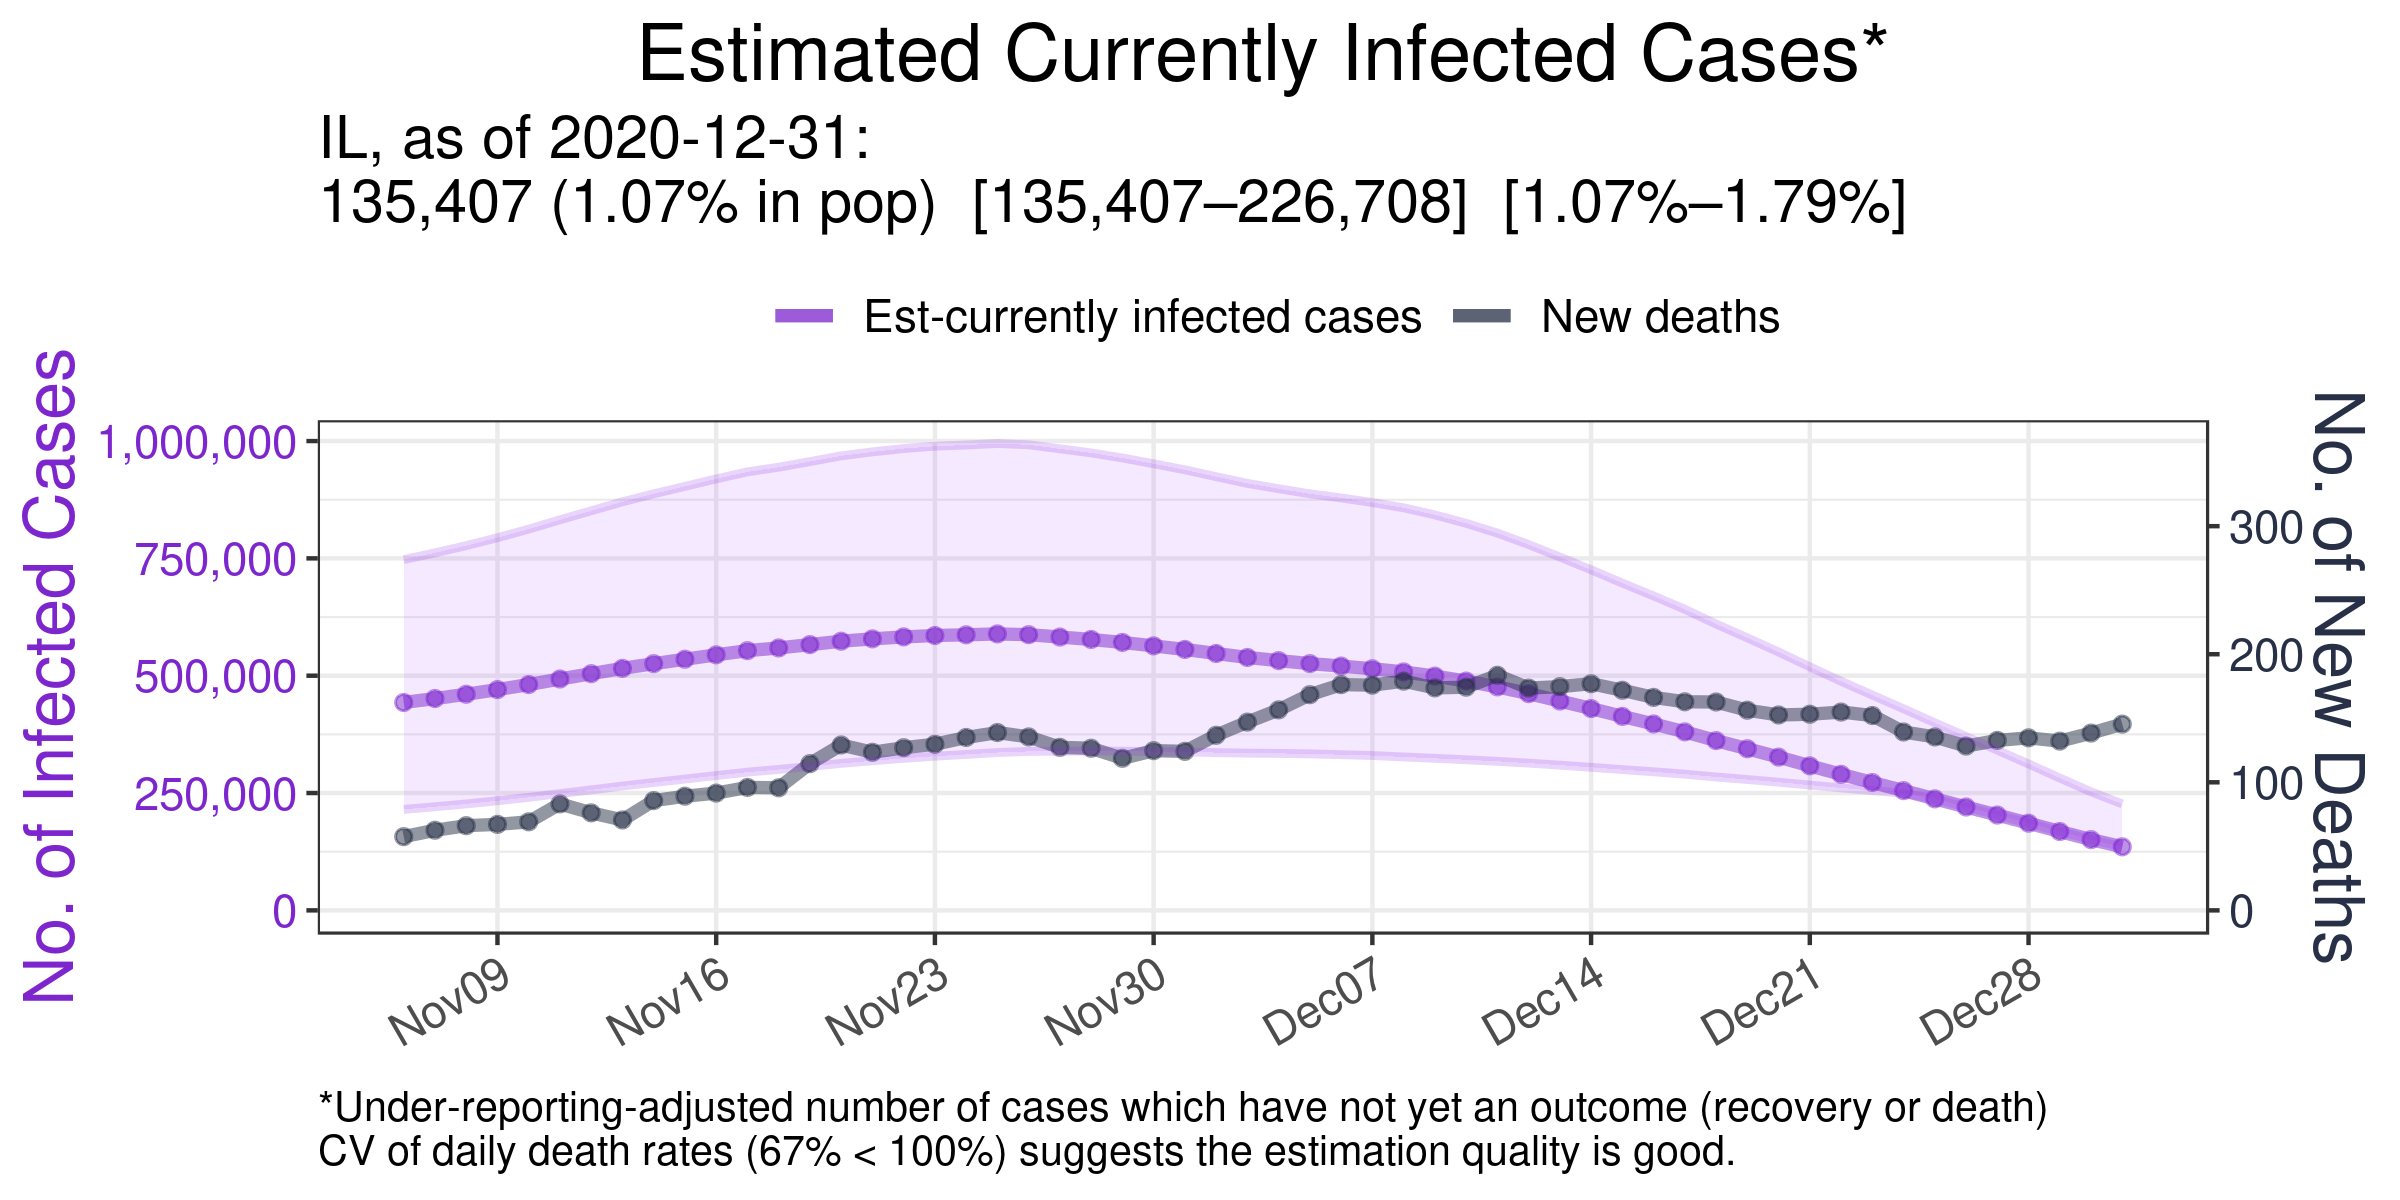 Estimated Currently Infected Cases*
IL, as of 2020-12-31:
135,407 (1.07% in pop)  [135,407–226,708]  [1.07%–1.79%]
Est-currently infected cases
New deaths
No. of Infected Cases
1,000,000
750,000
500,000
250,000
0
300
200
100
0
No. of New Deaths
Nov09
Nov16
Nov23
Nov30
Dec07
Dec14
Dec21
Dec28
*Under-reporting-adjusted number of cases which have not yet an outcome (recovery or death)
CV of daily death rates (67% < 100%) suggests the estimation quality is good.